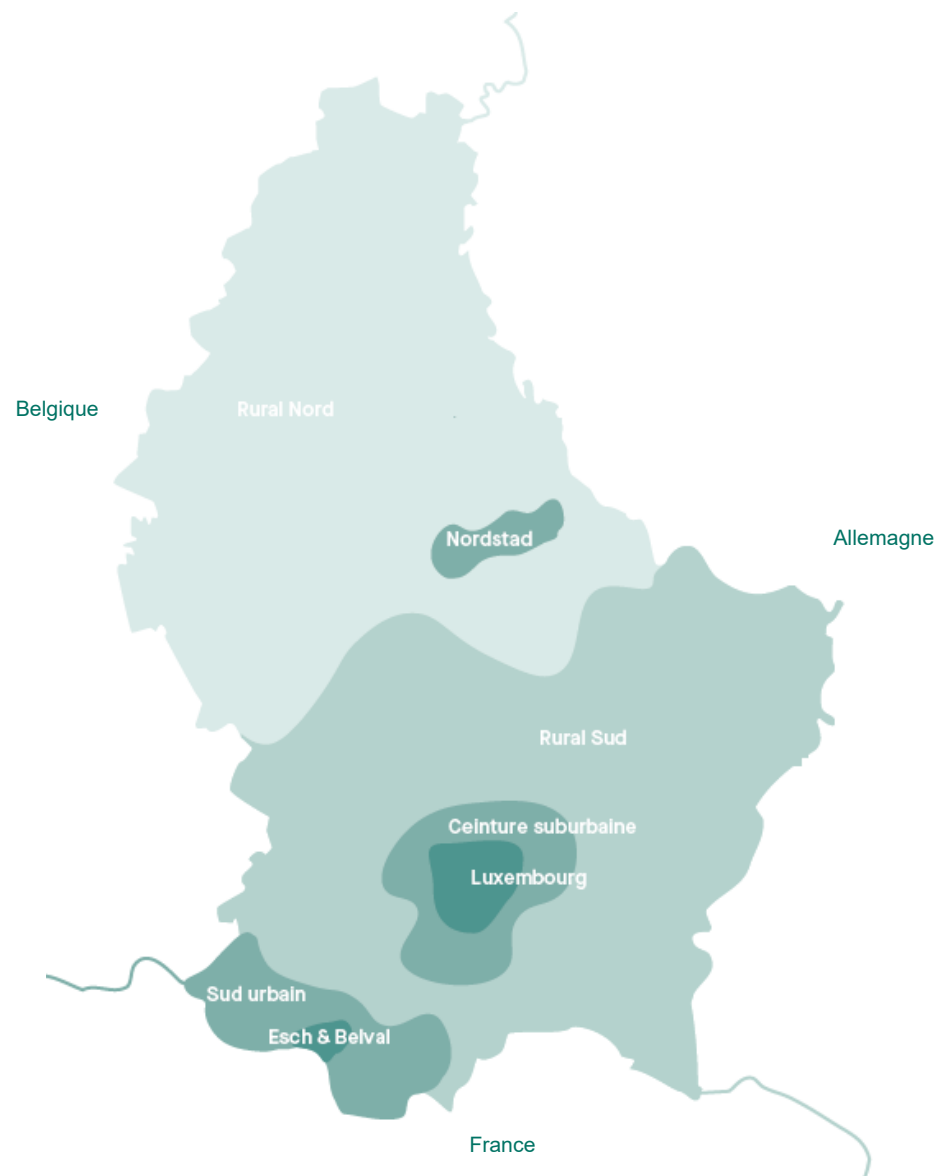 Belgique
Rural Nord
Nordstad
Allemagne
Rural Sud
Ceinture suburbaine
Luxembourg
Sud urbain
Esch & Belval
France